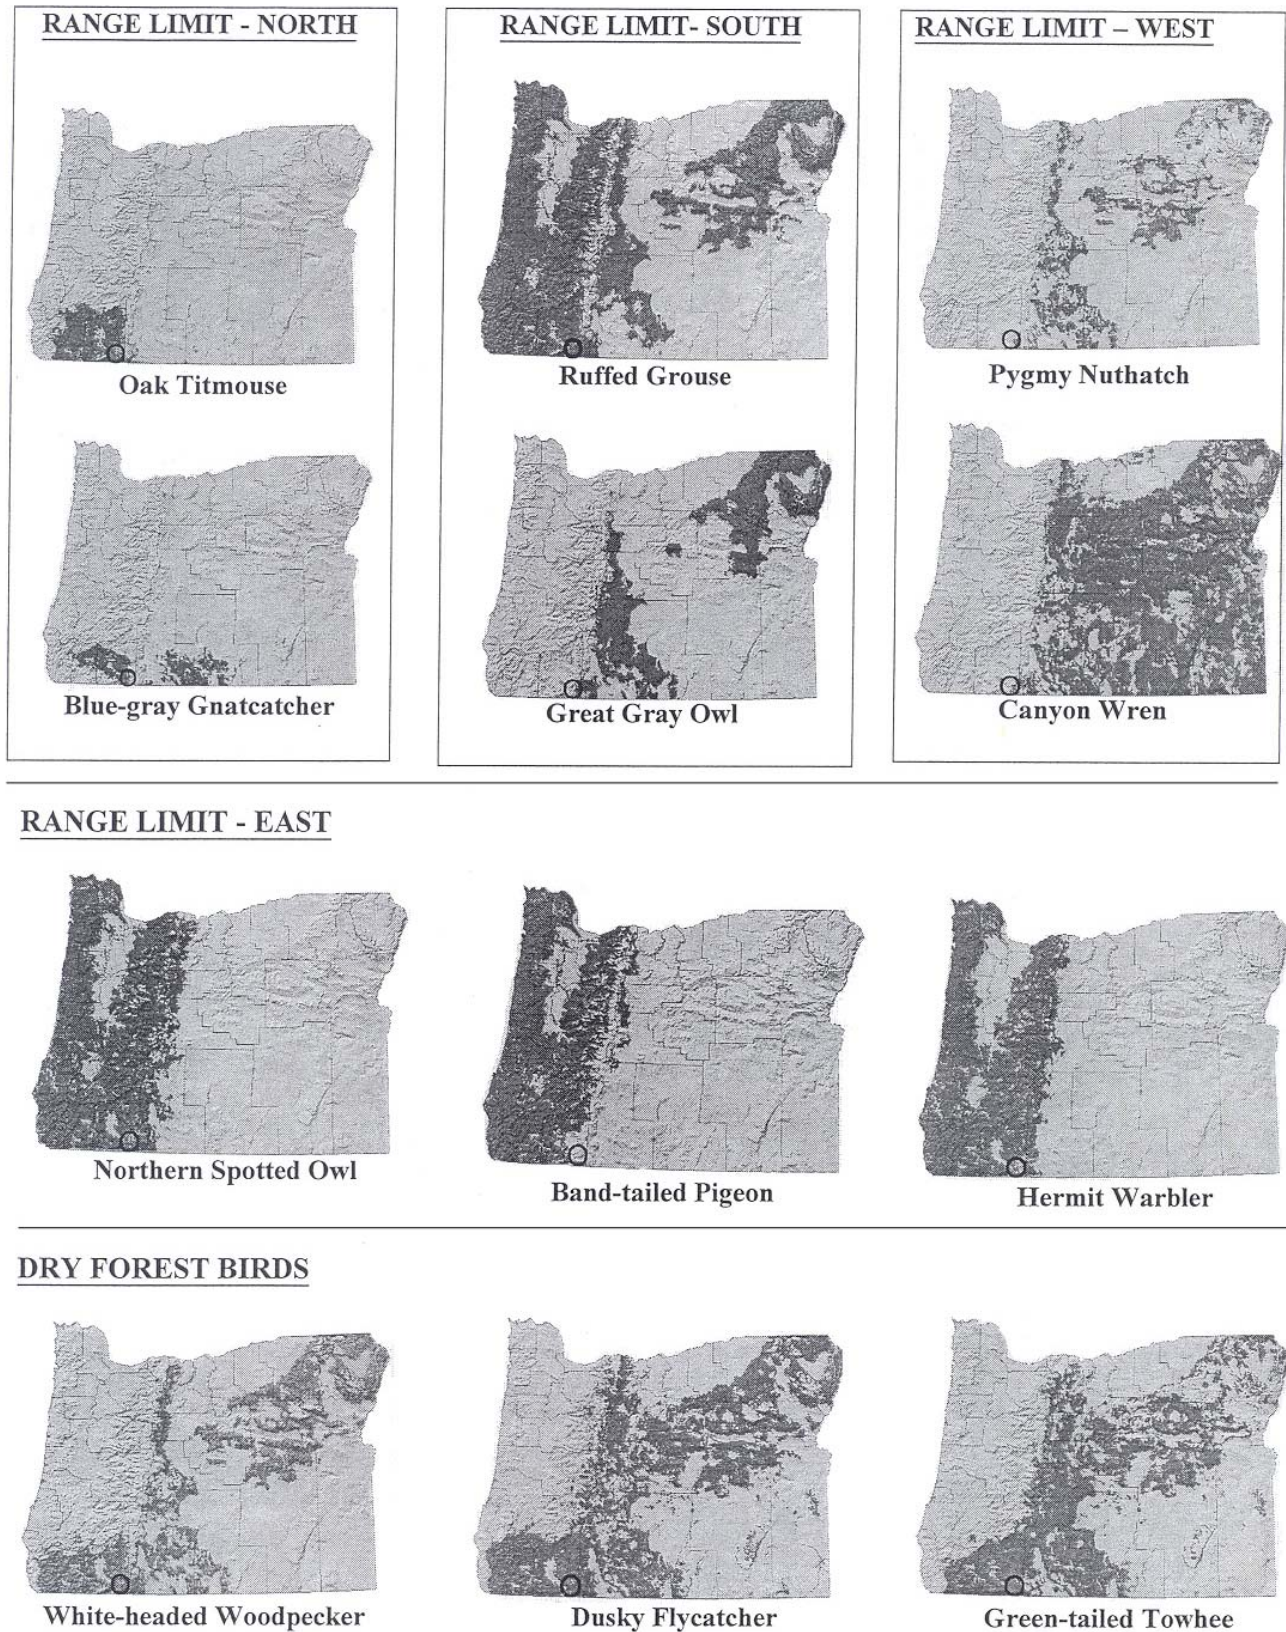 RANGE LIMIT - NORTH
Oak Titmouse
Blue-gray Gnatcatcher
RANGE LIMIT- SOUTH
Ruffed Grouse
Great Gray Owl
RANGE LIMIT – WEST
Pygmy Nuthatch
Canyon Wren
RANGE LIMIT - EAST
Northern Spotted Owl
Band-tailed Pigeon
Hermit Warbler
DRY FOREST BIRDS
White-headed Woodpecker
Dusky Flycatcher
Green-tailed Towhee